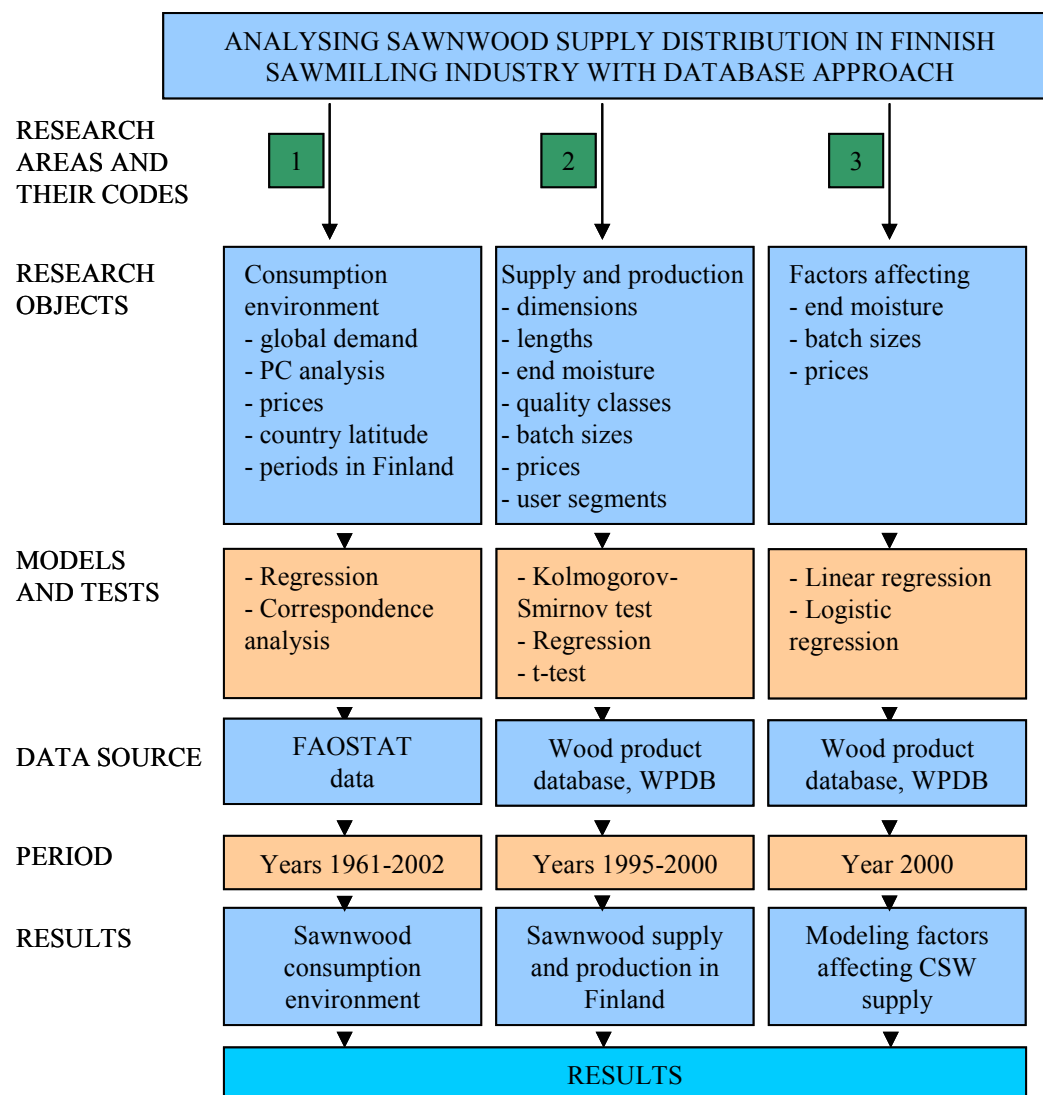 ANALYSING SAWNWOOD SUPPLY DISTRIBUTION IN FINNISH
SAWMILLING INDUSTRY WITH DATABASE APPROACH
RESEARCH
AREAS AND
THEIR CODES
1
2
3
RESEARCH
OBJECTS
Consumption
environment
- global demand
- PC analysis
- prices
- country latitude
- periods in Finland
Supply and production
- dimensions
- lengths
- end moisture
- quality classes
- batch sizes
- prices
- user segments
Factors affecting
- end moisture
- batch sizes
- prices
MODELS
AND TESTS
- Regression
- Correspondence
analysis
- Kolmogorov-
Smirnov test
- Regression
- t-test
- Linear regression
- Logistic
regression
DATA SOURCE
FAOSTAT
data
Wood product
database, WPDB
Wood product
database, WPDB
PERIOD
Years 1961-2002
Years 1995-2000
Year 2000
RESULTS
Sawnwood
consumption
environment
Sawnwood supply
and production in
Finland
Modeling factors
affecting CSW
supply
RESULTS